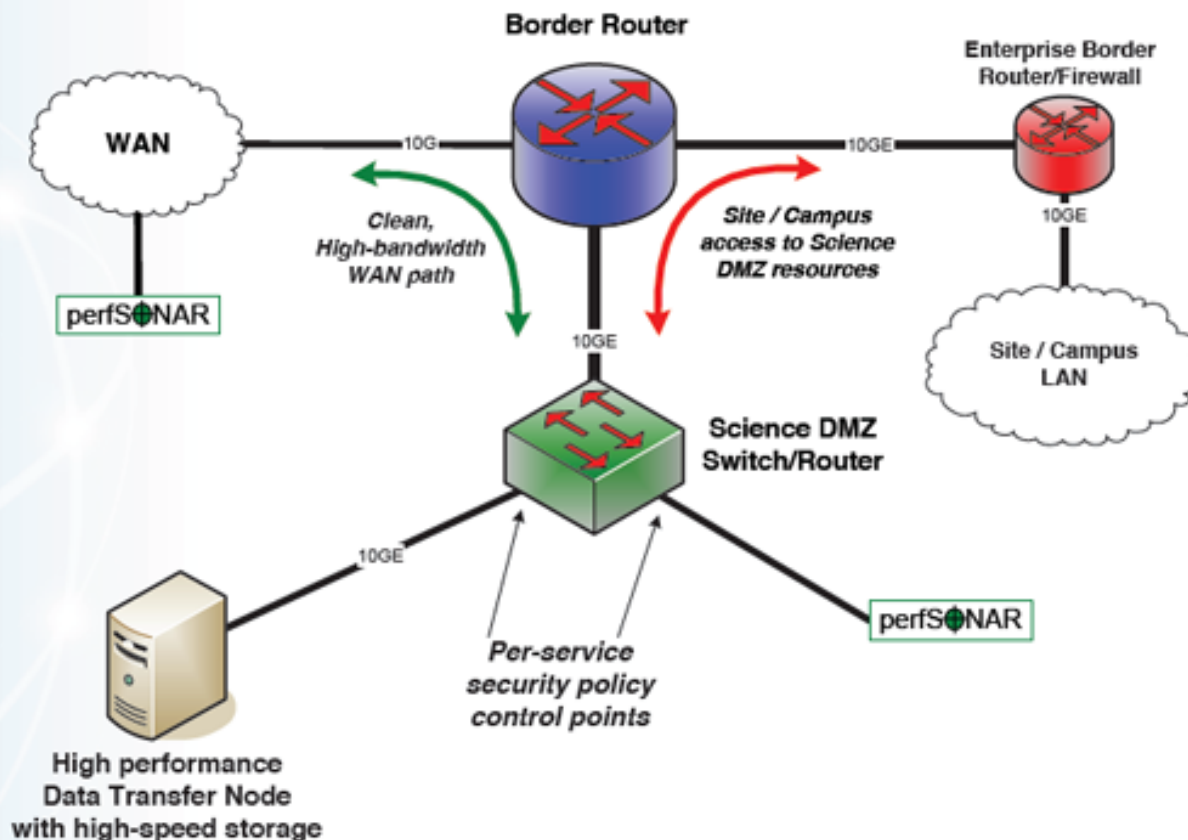 Border Router
Enterprise Border
Router/Firewall
WAN
10G
10GE
10GE
Clean,
High-bandwidth
WAN path
Site / Campus
access to Science
DMZ resources
perfSONAR
10GE
Site / Campus
LAN
Science DMZ
Switch/Router
10GE
perfSONAR
Per-service
security policy
control points
High performance
Data Transfer Node
with high-speed storage